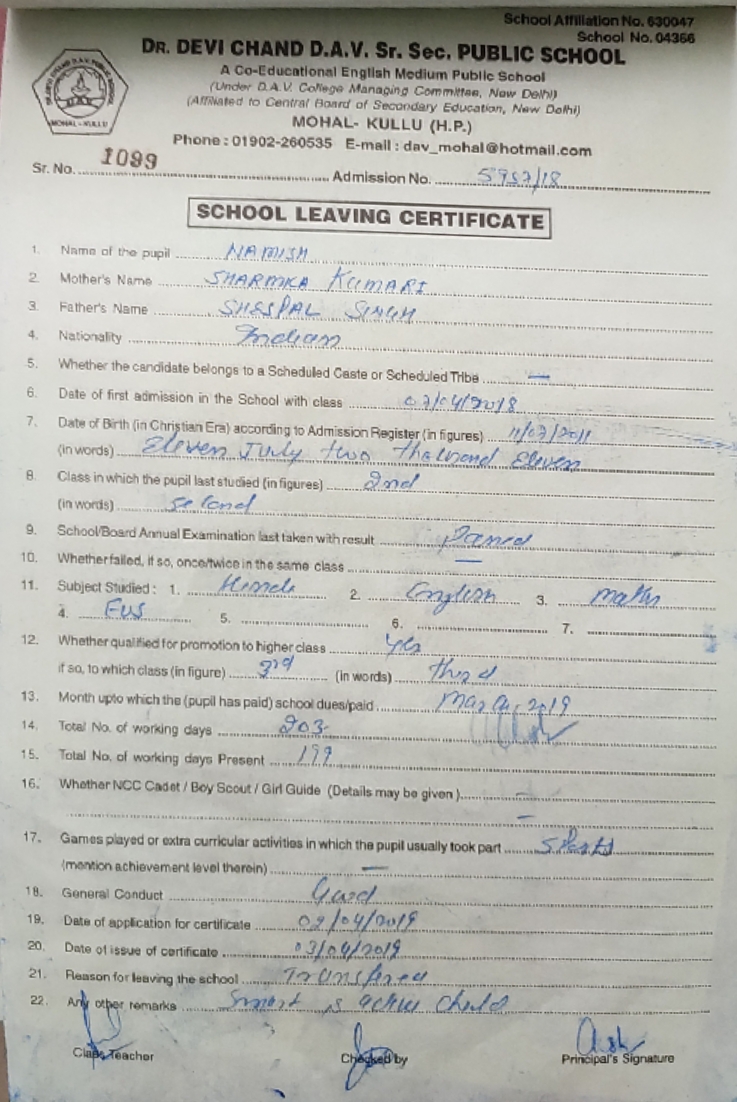 School Affiliation No. 630047
School No. 04366
DR. DEVI CHAND D.A.V. Sr. Sec. PUBLIC SCHOOL
A Co-Educational English Medium Public School
(Under D.A.V. College Managing Committee, New Delhi)
(Affiliated to Central Board of Secondary Education, New Delhi)
MOHAL- KULLU (H.P.)
MOHAL - KULLU
Phone : 01902-260535 E-mail : dav_mohal@hotmail.com
Sr. No. 1099 Admission No. 5957/18
SCHOOL LEAVING CERTIFICATE
1. Name of the pupil NAMISH
2. Mother's Name SHARMKA KUMARI
3. Father's Name SHESPAL SINGH
4. Nationality Indian
5. Whether the candidate belongs to a Scheduled Caste or Scheduled Tribe —
6. Date of first admission in the School with class 07/04/2018
7. Date of Birth (in Christian Era) according to Admission Register (in figures) 11/07/2011
(in words) Eleven July two thousand Eleven
8. Class in which the pupil last studied (in figures) 2nd
(in words) second
9. School/Board Annual Examination last taken with result Passed
10. Whether failed, if so, once/twice in the same class —
11. Subject Studied : 1. Hindi 2. English 3. maths
4. EVS 5. 6. 7.
12. Whether qualified for promotion to higher class yes
if so, to which class (in figure) 3rd (in words) third
13. Month upto which the (pupil has paid) school dues/paid March, 2019
14. Total No. of working days 203
15. Total No. of working days Present 199
16. Whether NCC Cadet / Boy Scout / Girl Guide (Details may be given) –
–
17. Games played or extra curricular activities in which the pupil usually took part sports
(mention achievement level therein) —
18. General Conduct Good
19. Date of application for certificate 02/04/2019
20. Date of issue of certificate 03/04/2019
21. Reason for leaving the school Transfered
22. Any other remarks Smart & active child
Class Teacher Checked by Principal's Signature